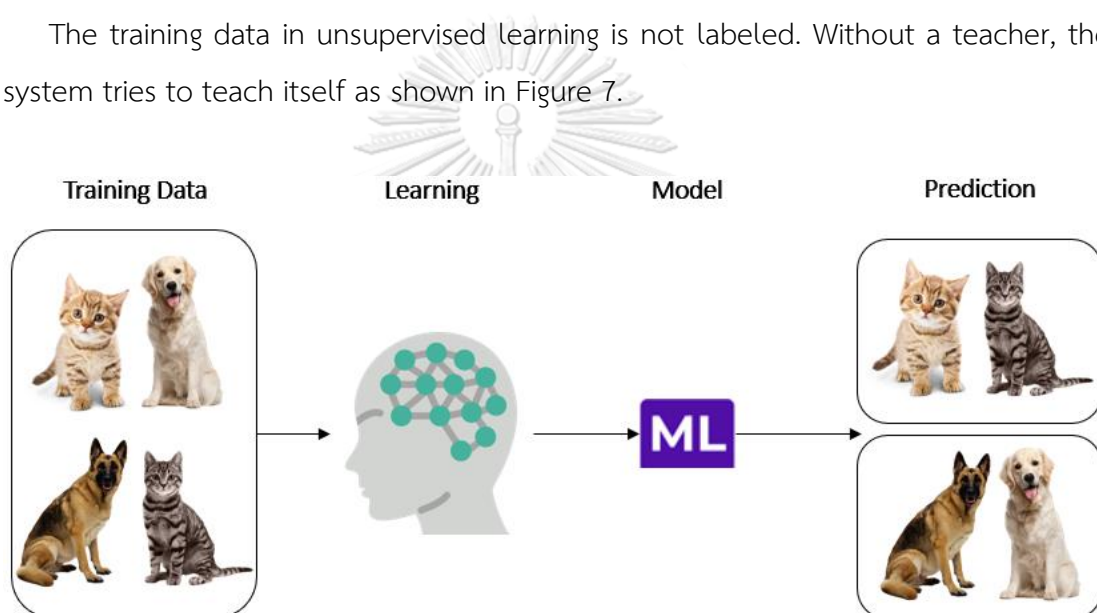 The training data in unsupervised learning is not labeled. Without a teacher, the
system tries to teach itself as shown in Figure 7.
Training Data Learning Model Prediction
ML